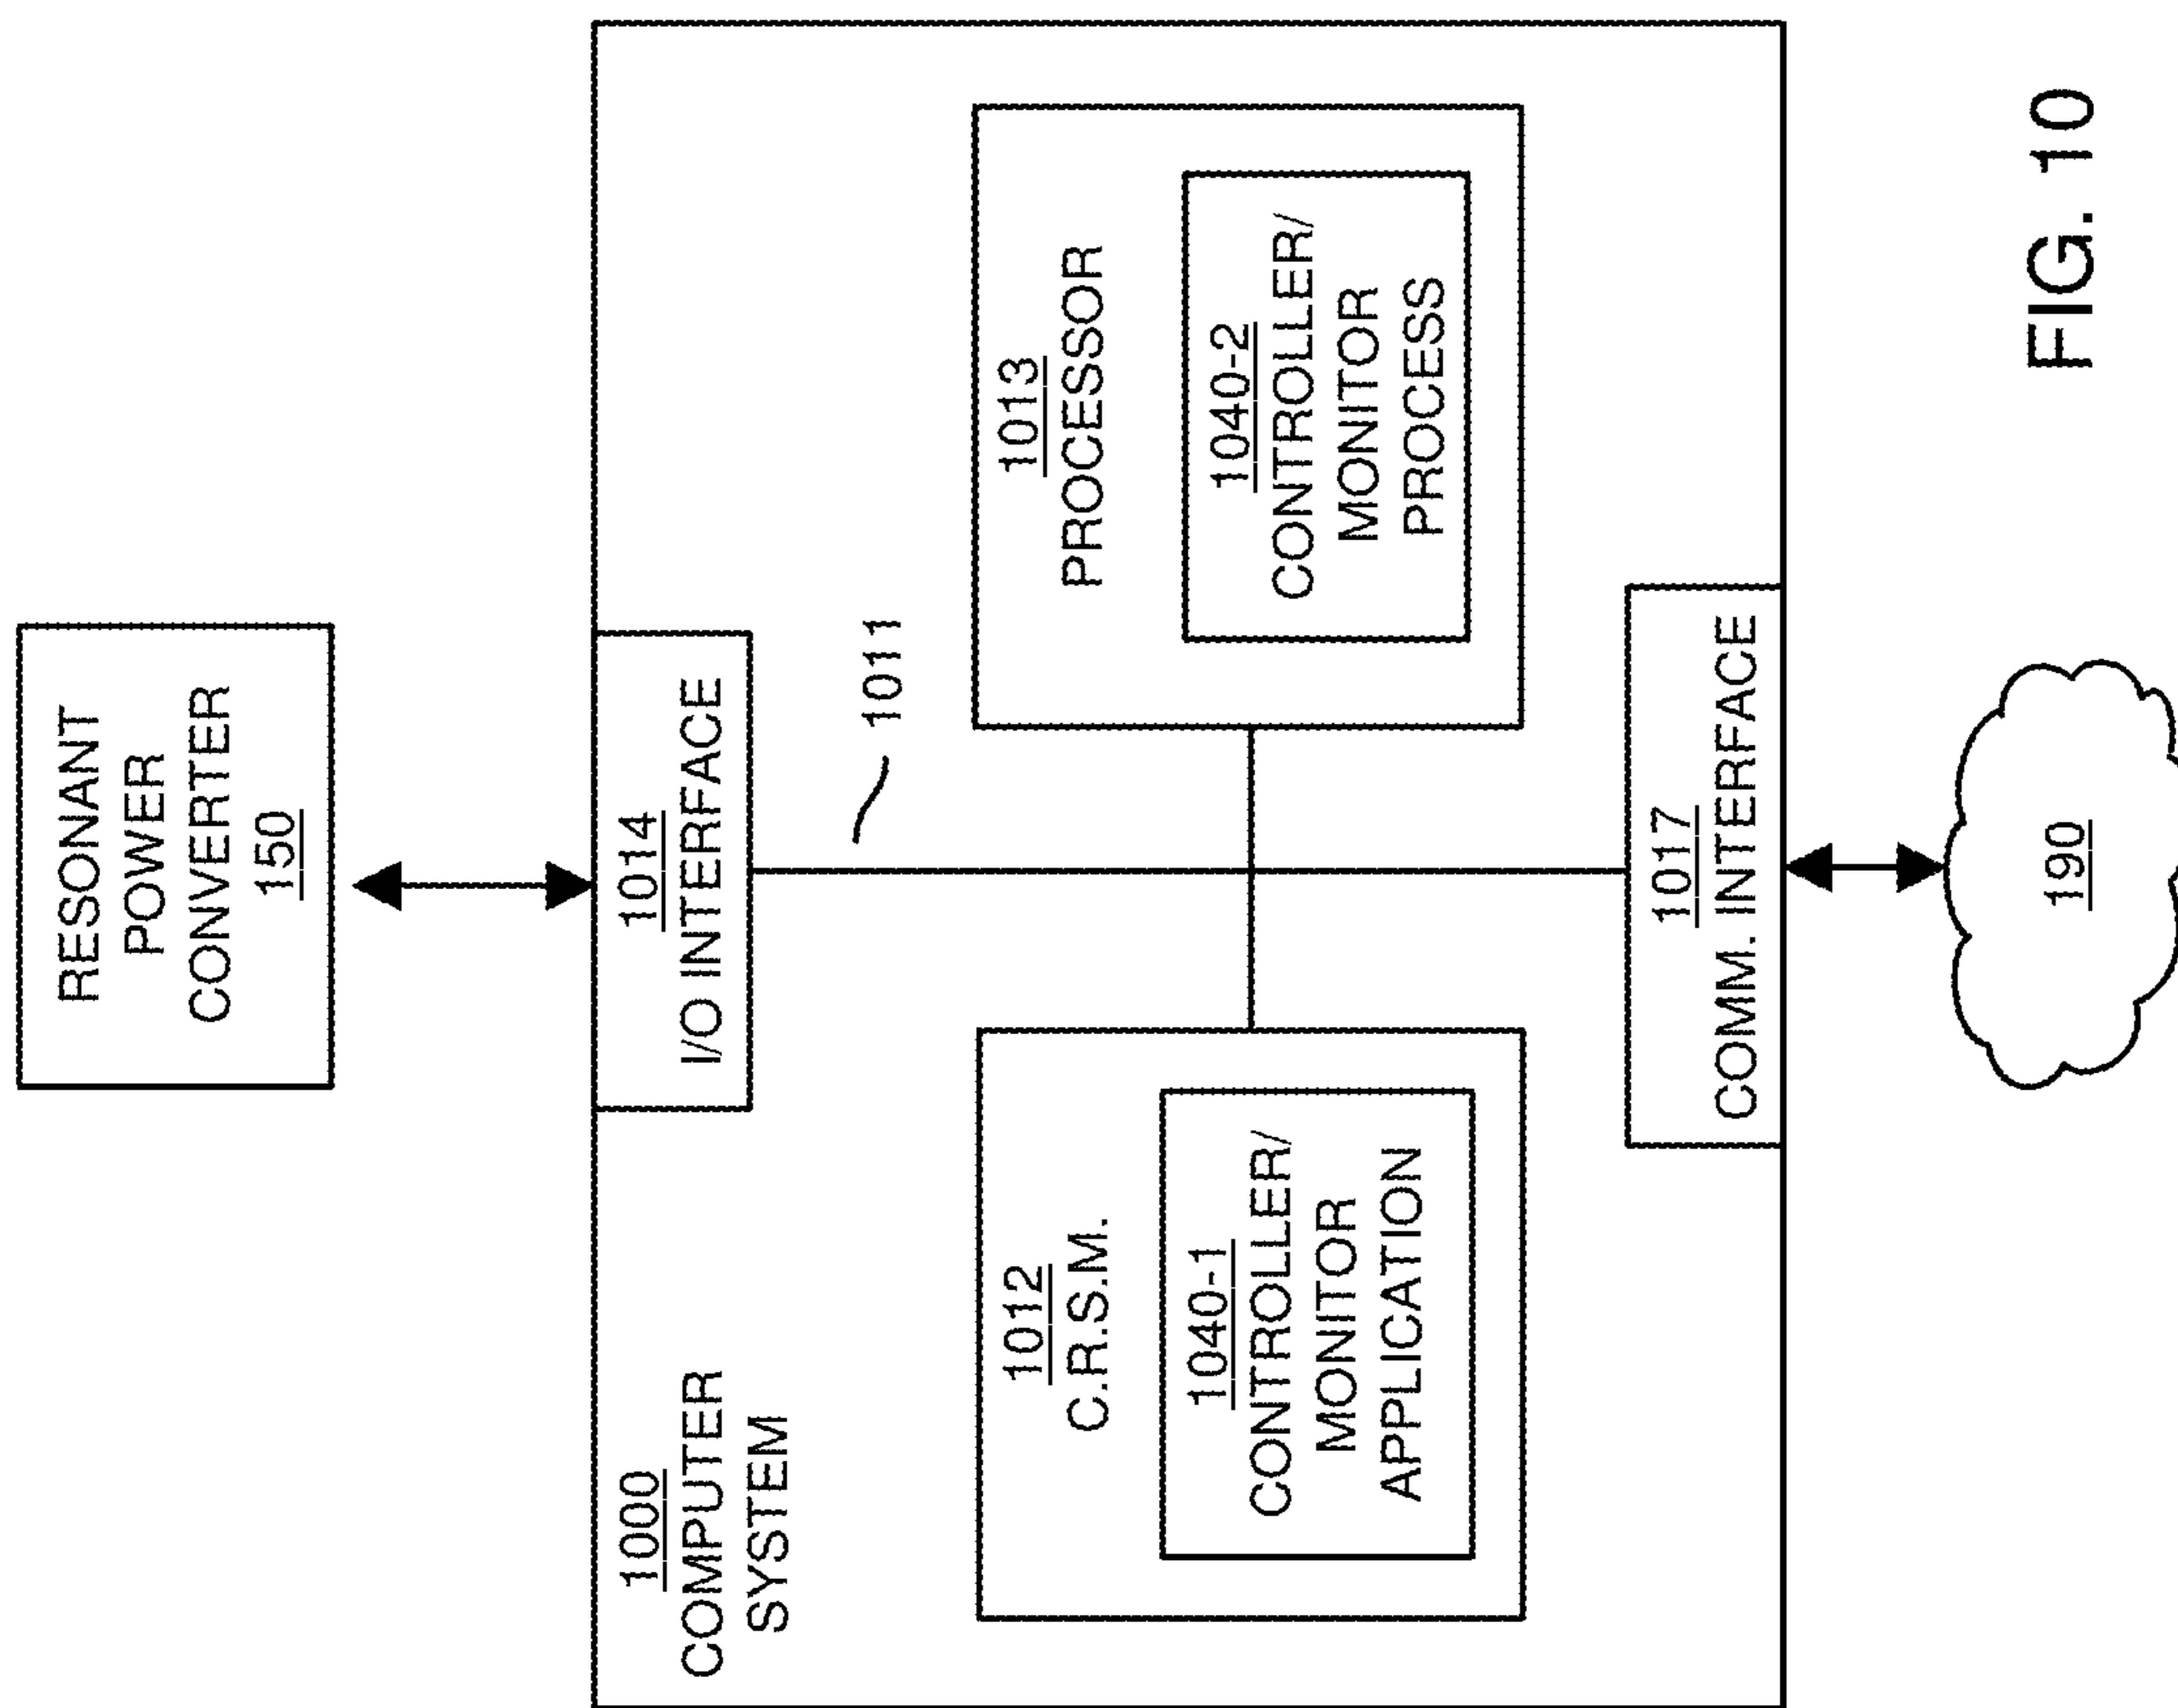 RESONANT
POWER
CONVERTER
150
1000
COMPUTER
SYSTEM
1014
I/O INTERFACE
1011
1012
C.R.S.M.
1040-1
CONTROLLER/
MONITOR
APPLICATION
1013
PROCESSOR
1040-2
CONTROLLER/
MONITOR
PROCESS
1017
COMM. INTERFACE
190
FIG. 10